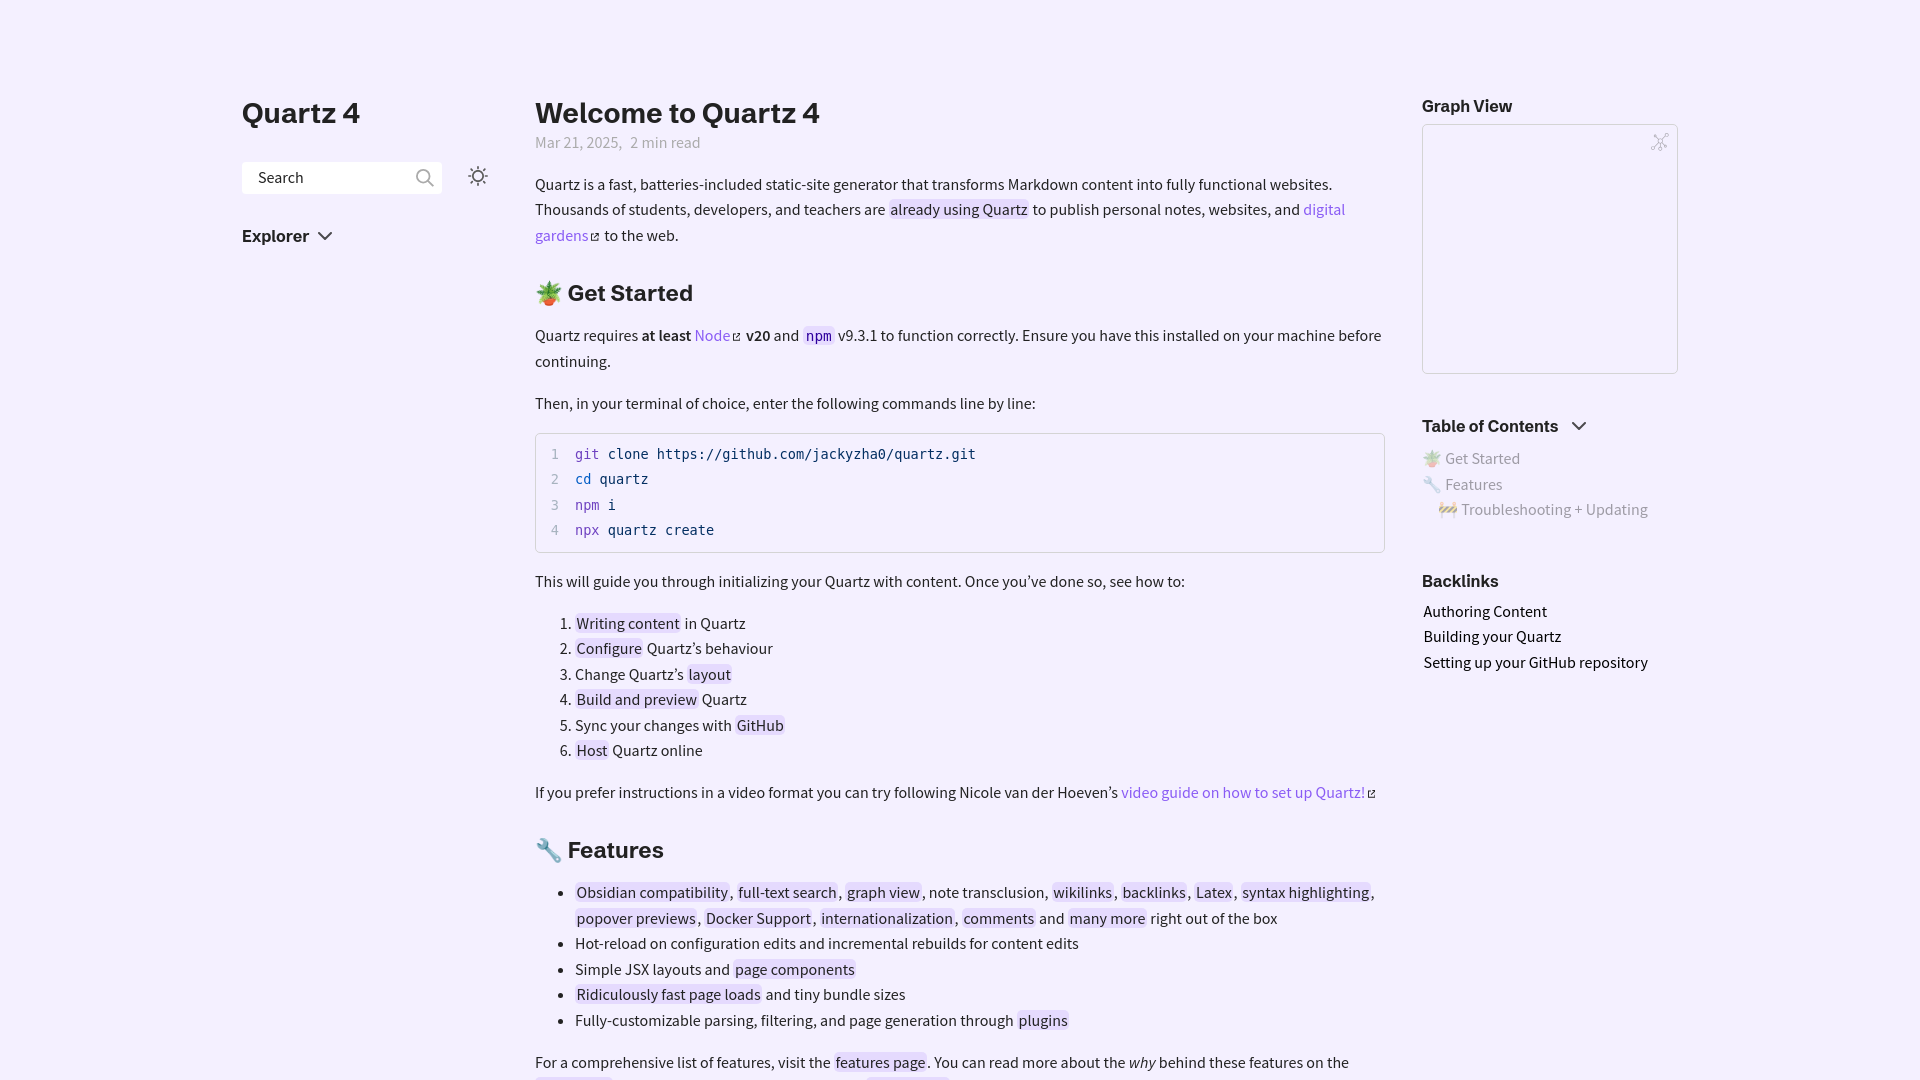 Quartz 4
Search
Explorer
Welcome to Quartz 4
Mar 21, 2025, 2 min read
Quartz is a fast, batteries-included static-site generator that transforms Markdown content into fully functional websites.
Thousands of students, developers, and teachers are already using Quartz to publish personal notes, websites, and digital
gardens to the web.
🪴 Get Started
Quartz requires at least Node v20 and npm v9.3.1 to function correctly. Ensure you have this installed on your machine before
continuing.
Then, in your terminal of choice, enter the following commands line by line:
1 git clone https://github.com/jackyzha0/quartz.git
2 cd quartz
3 npm i
4 npx quartz create
This will guide you through initializing your Quartz with content. Once you’ve done so, see how to:
1. Writing content in Quartz
2. Configure Quartz’s behaviour
3. Change Quartz’s layout
4. Build and preview Quartz
5. Sync your changes with GitHub
6. Host Quartz online
If you prefer instructions in a video format you can try following Nicole van der Hoeven’s video guide on how to set up Quartz!
🔧 Features
• Obsidian compatibility, full-text search, graph view, note transclusion, wikilinks, backlinks, Latex, syntax highlighting,
popover previews, Docker Support, internationalization, comments and many more right out of the box
• Hot-reload on configuration edits and incremental rebuilds for content edits
• Simple JSX layouts and page components
• Ridiculously fast page loads and tiny bundle sizes
• Fully-customizable parsing, filtering, and page generation through plugins
For a comprehensive list of features, visit the features page. You can read more about the why behind these features on the
Graph View
Table of Contents
🪴 Get Started
🔧 Features
🚧 Troubleshooting + Updating
Backlinks
Authoring Content
Building your Quartz
Setting up your GitHub repository